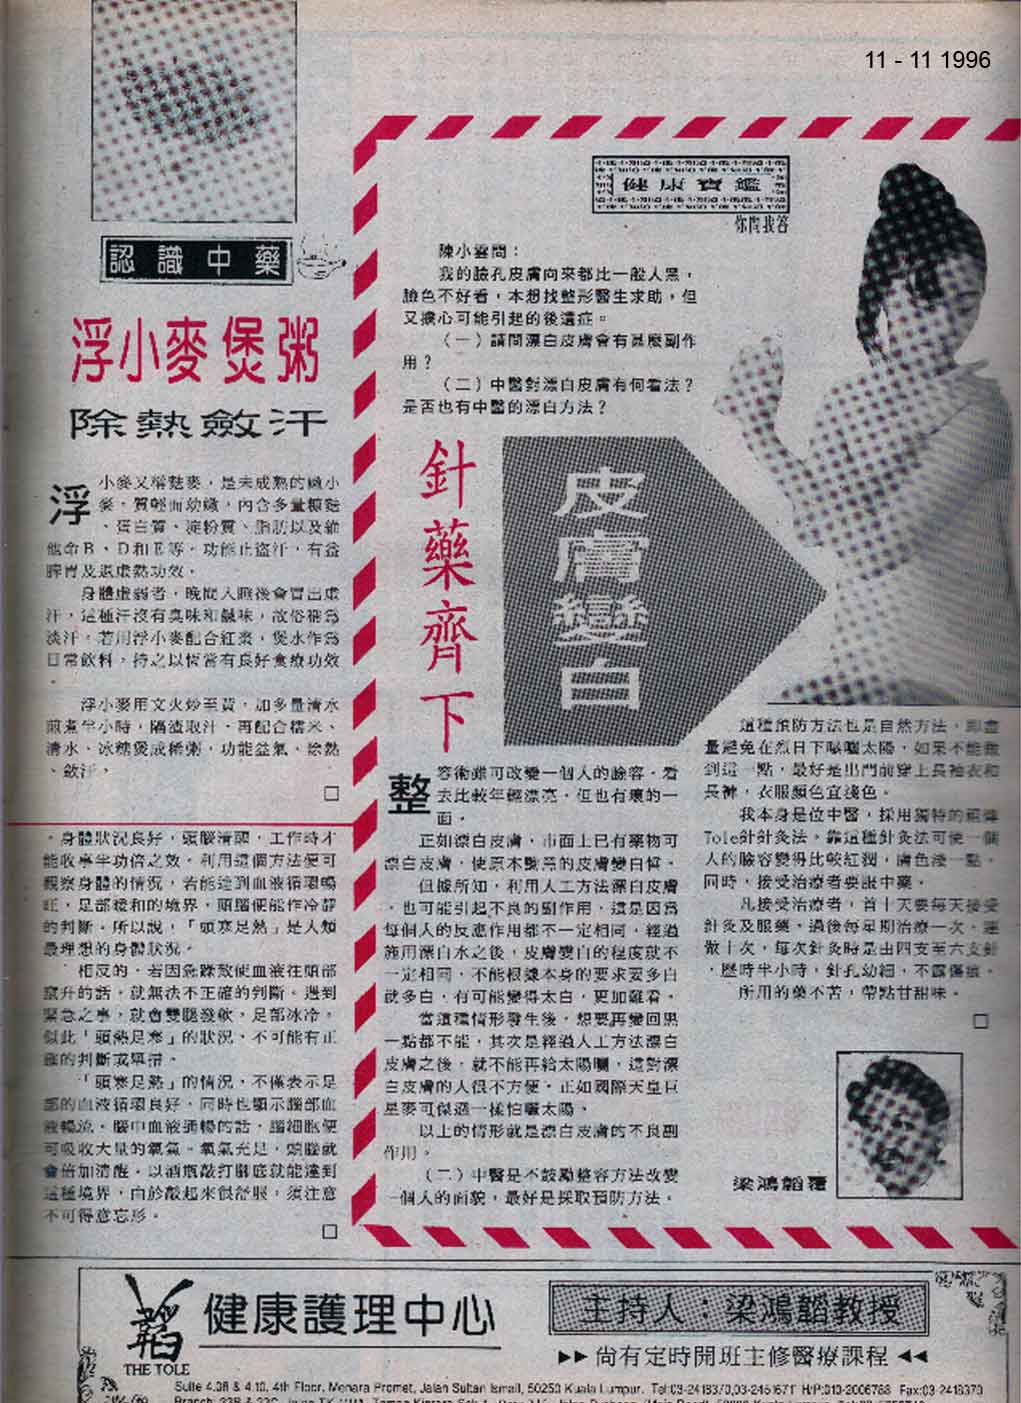 11 - 11 1996
認識中藥
浮小麥煲粥
除熱斂汗
浮小麥又稱麩麥,是未成熟的嫩小
麥,質輕而幼嫩,內含多量糠麩
、蛋白質、淀粉質、脂肪以及維
他命B、D和E等。功能止盜汗,有益
脾胃及退虛熱功效。
身體虛弱者,晚間入睡後會冒出虛
汗,這種汗沒有臭味和鹹味,故俗稱為
淡汗。若用浮小麥配合紅棗,煲水作為
日常飲料,持之以恆當有良好食療功效
。
浮小麥用文火炒至黃,加多量清水
煎煮半小時,隔渣取汁,再配合糯米、
清水、冰糖煲成稀粥,功能益氣、除熱
、斂汗。
□
,身體狀況良好,頭腦清頭,工作時才
能收事半功倍之效。利用這個方法便可
觀察身體的情況,若能達到血液循環暢
旺,足部緩和的境界,頭腦便能作冷靜
的判斷。所以說,「頭寒足熱」是人類
最理想的身體狀況。
相反的,若因急躁致使血液往頭部
竄升的話,就無法下正確的判斷。遇到
緊急之事,就會雙腿發軟,足部冰冷。
似此「頭熱足寒」的狀況,不可能有正
確的判斷或舉措。
「頭寒足熱」的情況,不僅表示足
部的血液循環良好,同時也顯示腦部血
液暢流。腦中血液通暢的話,腦細胞便
可吸收大量的氧氣。氧氣充足,頭腦就
會倍加清醒。以酒瓶敲打腳底就能達到
這種境界,由於敲起來很舒服,須注意
不可得意忘形。
□
健康寶鑑
你問我答
陳小雲問:
我的臉孔皮膚向來都比一般人黑,
臉色不好看,本想找整形醫生求助,但
又擔心可能引起的後遺症。
(一)請問漂白皮膚會有甚麼副作
用?
(二)中醫對漂白皮膚有何看法?
是否也有中醫的漂白方法?
針藥齊下
皮膚變白
整容術雖可改變一個人的臉容,看
去比較年輕漂亮,但也有壞的一
面。
正如漂白皮膚,市面上已有藥物可
漂白皮膚,使原本黝黑的皮膚變白皙。
但據所知,利用人工方法漂白皮膚
,也可能引起不良的副作用,這是因為
每個人的反應作用都不一定相同,經過
施用漂白水之後,皮膚變白的程度就不
一定相同,不能根據本身的要求要多白
就多白,有可能變得太白,更加難看。
當這種情形發生後,想要再變回黑
一點都不能,其次是經過人工方法漂白
皮膚之後,就不能再給太陽曬,這對漂
白皮膚的人很不方便,正如國際天皇巨
星麥可傑遜一樣怕曬太陽。
以上的情形就是漂白皮膚的不良副
作用。
(二)中醫是不鼓勵整容方法改變
一個人的面貌,最好是採取預防方法。
這種預防方法也是自然方法,即盡
量避免在烈日下曝曬太陽,如果不能做
到這一點,最好是出門前穿上長袖衣和
長褲,衣服顏色宜淺色。
我本身是位中醫,採用獨特的
Tole針針灸法。靠這種針灸法可使一個
人的臉容變得比較紅潤,膚色淺一點。
同時,接受治療者要服中藥。
凡接受治療者,首十天要每天接受
針灸及服藥,過後每星期治療一次,連
做十次,每次針灸時是由四支至六支針
,歷時半小時,針孔幼細,不露傷痕。
所用的藥不苦,帶點甘甜味。
□
梁鴻韜覆
韜
THE TOLE
健康護理中心
主持人:梁鴻韜教授
▶▶尚有定時開班主修醫療課程◀◀
Suite 4.08 & 4.10, 4th Floor, Menara Promet, Jalan Sultan Ismail, 50250 Kuala Lumpur. Tel:03-2418370,03-2451671 H/P:010-2006788 Fax:03-2418370